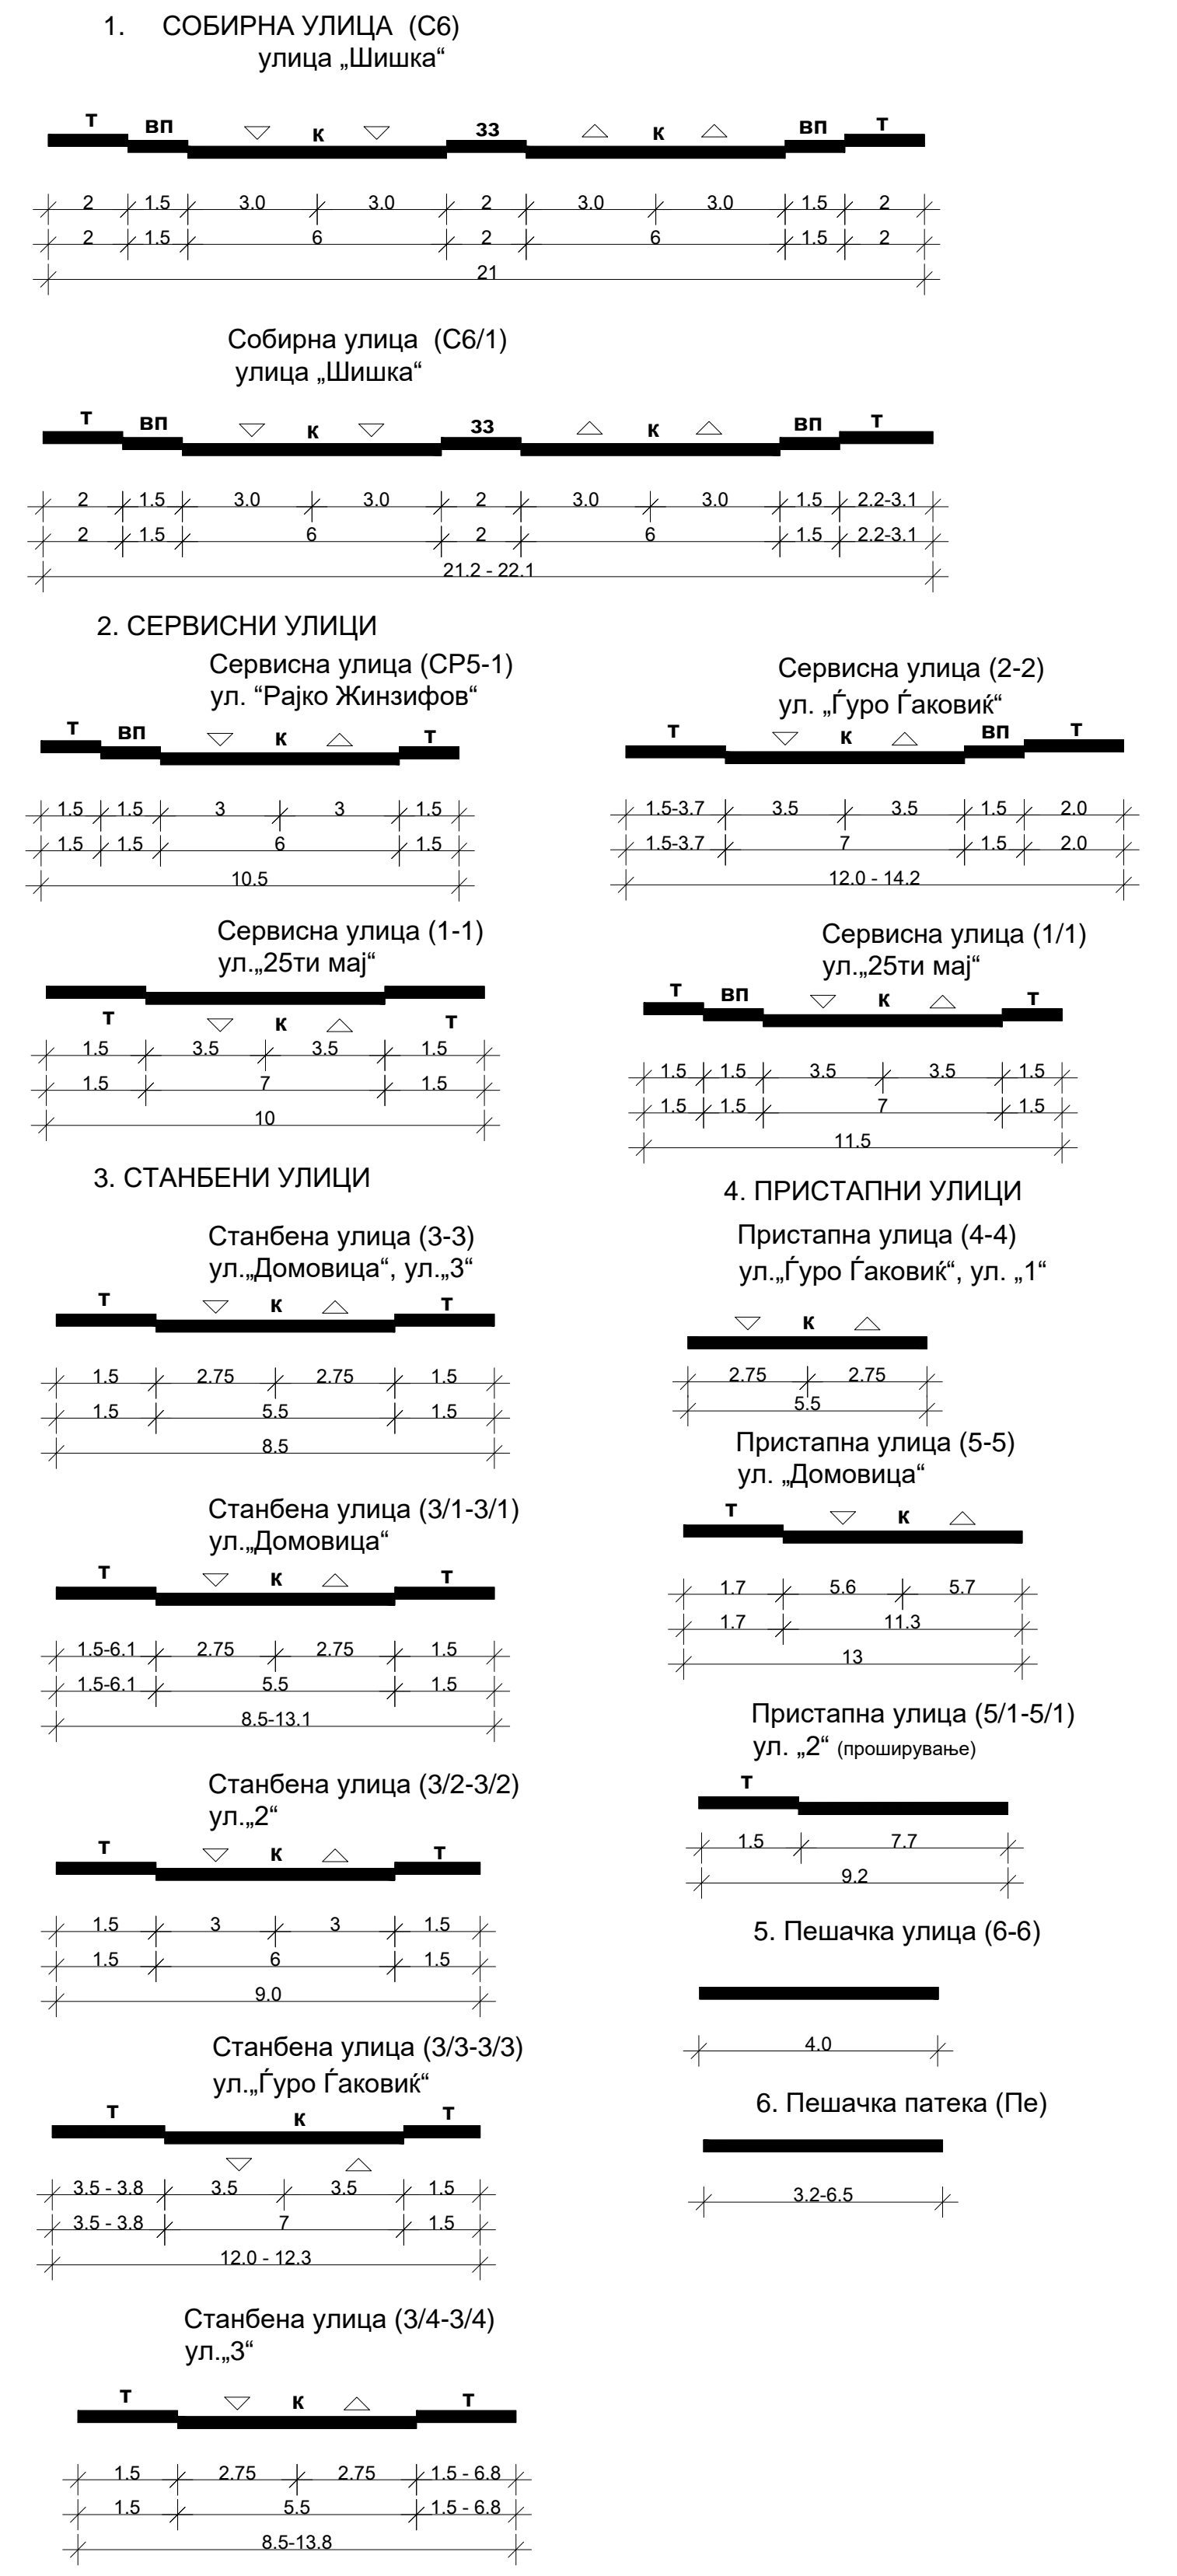 1. СОБИРНА УЛИЦА (С6)
улица „Шишка“
т вп к зз к вп т
2 1.5 3.0 3.0 2 3.0 3.0 1.5 2
2 1.5 6 2 6 1.5 2
21
Собирна улица (С6/1)
улица „Шишка“
т вп к зз к вп т
2 1.5 3.0 3.0 2 3.0 3.0 1.5 2.2-3.1
2 1.5 6 2 6 1.5 2.2-3.1
21.2 - 22.1
2. СЕРВИСНИ УЛИЦИ
Сервисна улица (СР5-1)
ул. “Рајко Жинзифов“
т вп к т
1.5 1.5 3 3 1.5
1.5 1.5 6 1.5
10.5
Сервисна улица (2-2)
ул. „Ѓуро Ѓаковиќ“
т к вп т
1.5-3.7 3.5 3.5 1.5 2.0
1.5-3.7 7 1.5 2.0
12.0 - 14.2
Сервисна улица (1-1)
ул.„25ти мај“
т к т
1.5 3.5 3.5 1.5
1.5 7 1.5
10
Сервисна улица (1/1)
ул.„25ти мај“
т вп к т
1.5 1.5 3.5 3.5 1.5
1.5 1.5 7 1.5
11.5
3. СТАНБЕНИ УЛИЦИ
Станбена улица (3-3)
ул.„Домовица“, ул.„3“
т к т
1.5 2.75 2.75 1.5
1.5 5.5 1.5
8.5
Станбена улица (3/1-3/1)
ул.„Домовица“
т к т
1.5-6.1 2.75 2.75 1.5
1.5-6.1 5.5 1.5
8.5-13.1
Станбена улица (3/2-3/2)
ул.„2“
т к т
1.5 3 3 1.5
1.5 6 1.5
9.0
Станбена улица (3/3-3/3)
ул.„Ѓуро Ѓаковиќ“
т к т
3.5 - 3.8 3.5 3.5 1.5
3.5 - 3.8 7 1.5
12.0 - 12.3
Станбена улица (3/4-3/4)
ул.„3“
т к т
1.5 2.75 2.75 1.5 - 6.8
1.5 5.5 1.5 - 6.8
8.5-13.8
4. ПРИСТАПНИ УЛИЦИ
Пристапна улица (4-4)
ул.„Ѓуро Ѓаковиќ“, ул. „1“
к
2.75 2.75
5.5
Пристапна улица (5-5)
ул. „Домовица“
т к
1.7 5.6 5.7
1.7 11.3
13
Пристапна улица (5/1-5/1)
ул. „2“ (проширување)
т
1.5 7.7
9.2
5. Пешачка улица (6-6)
4.0
6. Пешачка патека (Пе)
3.2-6.5